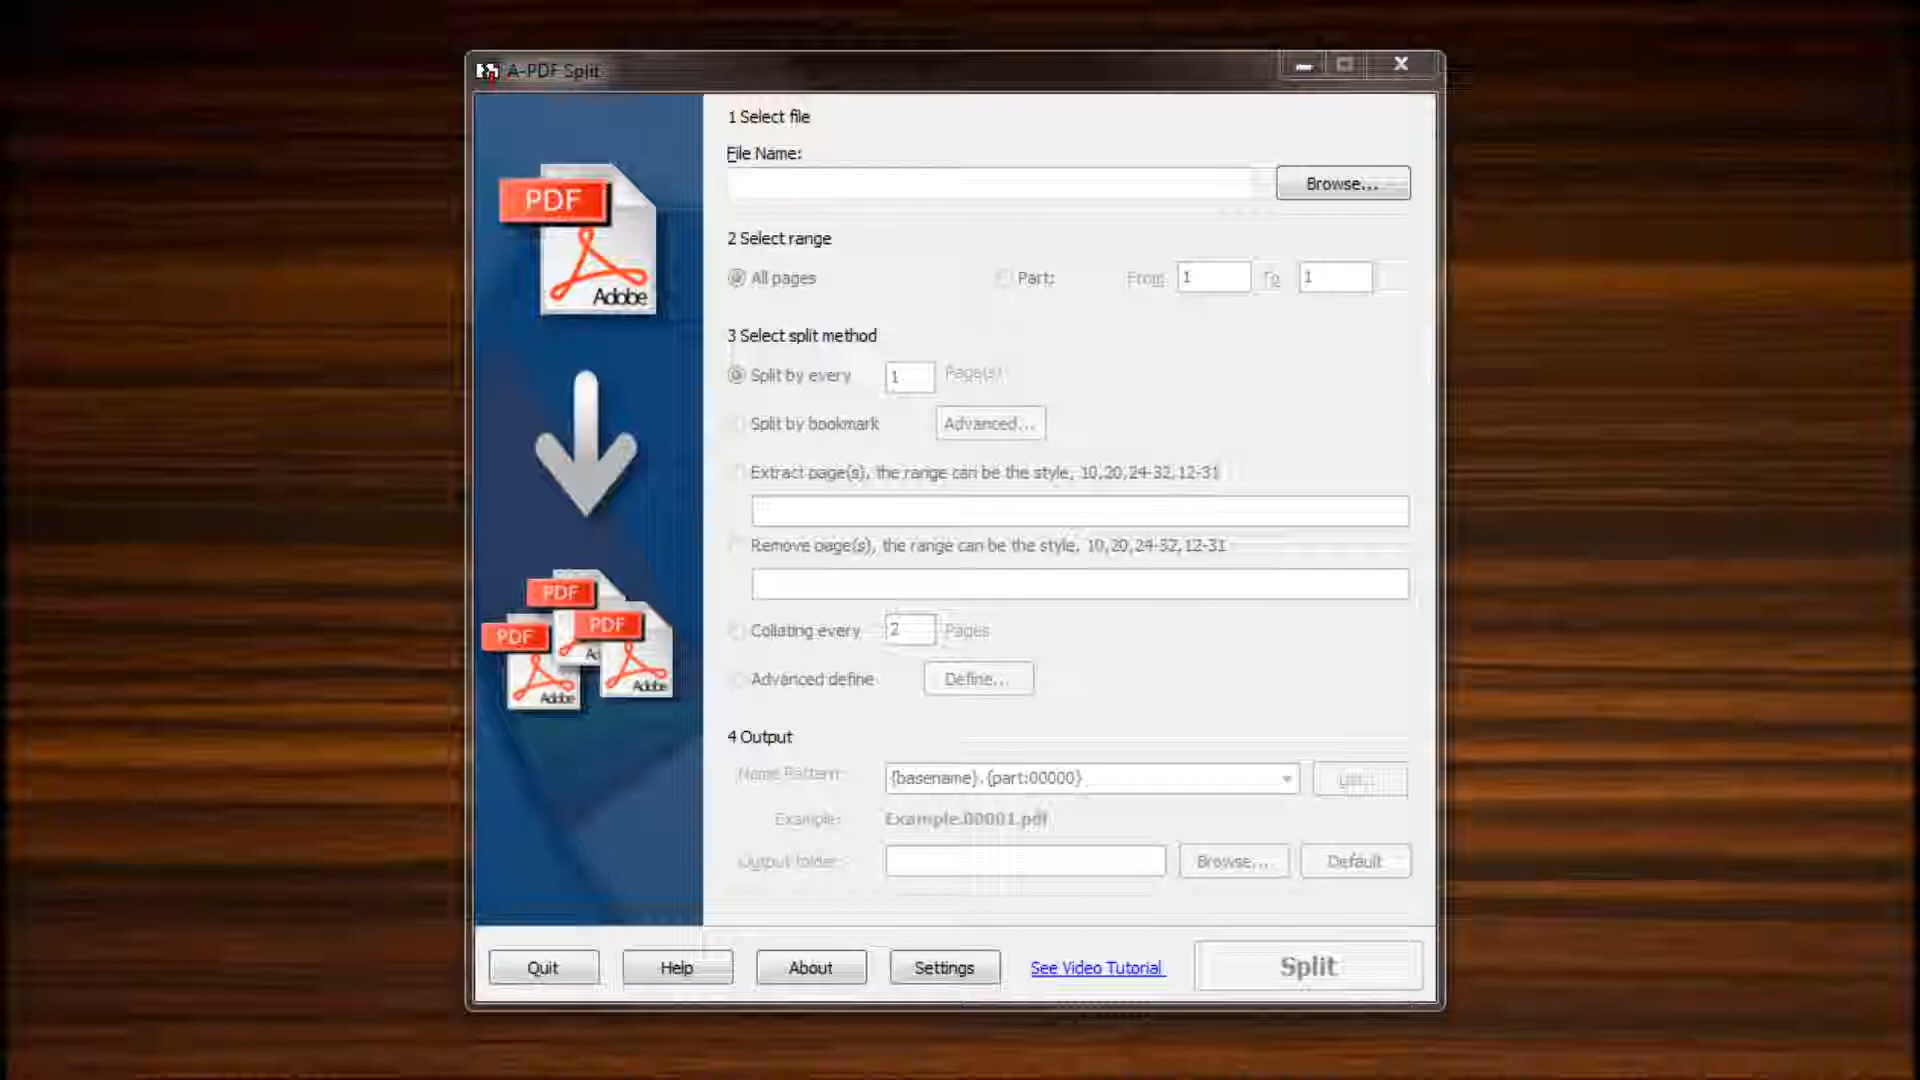 A-PDF Split
1 Select file
File Name:
Browse...
2 Select range
All pages Part: From 1 To 1
3 Select split method
Split by every 1 Page(s)
Split by bookmark Advanced...
Extract page(s), the range can be the style, 10,20,24-32,12-31
Remove page(s), the range can be the style, 10,20,24-32,12-31
Collating every 2 Pages
Advanced define Define...
4 Output
Name Pattern: {basename}.{part:00000}
Example: Example.00001.pdf
Output folder: Browse... Default
Quit Help About Settings See Video Tutorial Split
PDF
Adobe
PDF
PDF
PDF
Ad
Adobe
Adobe